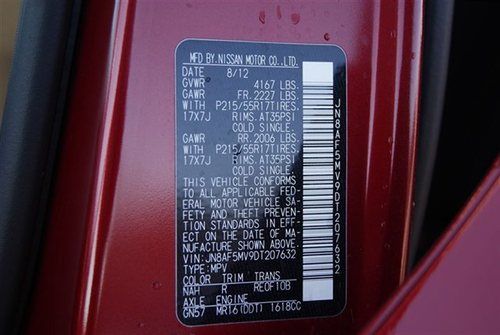 MFD BY.NISSAN MOTOR CO.,LTD.
DATE 8/12
GVWR 4167 LBS.
GAWR FR.2227 LBS.
WITH P215/55R17TIRES,
17X7J RIMS,AT35PSI
COLD SINGLE.
GAWR RR.2006 LBS.
WITH P215/55R17TIRES,
17X7J RIMS,AT35PSI
COLD SINGLE.
THIS VEHICLE CONFORMS
TO ALL APPLICABLE FED-
ERAL MOTOR VEHICLE SA-
FETY AND THEFT PREVEN-
TION STANDARDS IN EFF-
ECT ON THE DATE OF MA-
NUFACTURE SHOWN ABOVE.
VIN:JN8AF5MV9DT207632
TYPE:MPV
COLOR TRIM TRANS
NAH R RE0F10B
AXLE ENGINE
GN57 MR16(DDT) 1618CC
JN8AF5MV9DT207632